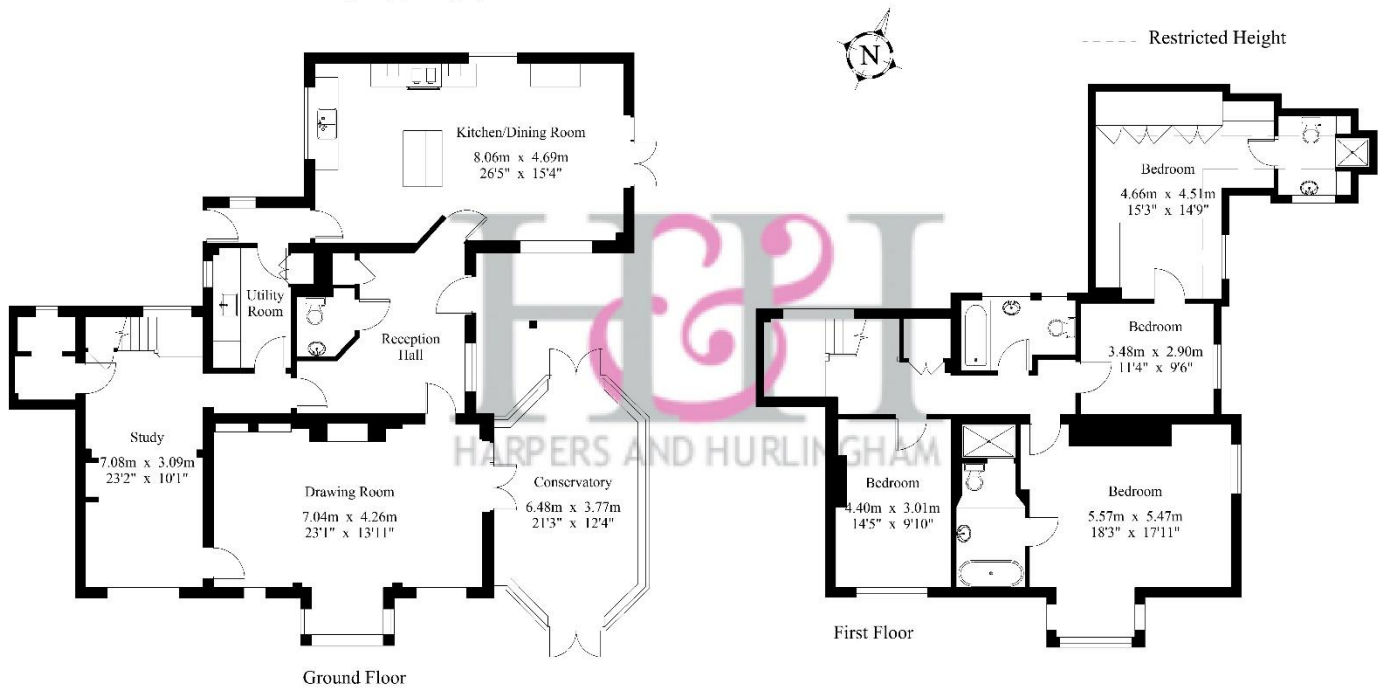 Restricted Height
N
Kitchen/Dining Room
8.06m x 4.69m
26'5" x 15'4"
Utility
Room
Reception
Hall
Study
7.08m x 3.09m
23'2" x 10'1"
Drawing Room
7.04m x 4.26m
23'1" x 13'11"
Conservatory
6.48m x 3.77m
21'3" x 12'4"
Ground Floor
Bedroom
4.66m x 4.51m
15'3" x 14'9"
Bedroom
3.48m x 2.90m
11'4" x 9'6"
Bedroom
4.40m x 3.01m
14'5" x 9'10"
Bedroom
5.57m x 5.47m
18'3" x 17'11"
First Floor
H&H
HARPERS AND HURLINGHAM